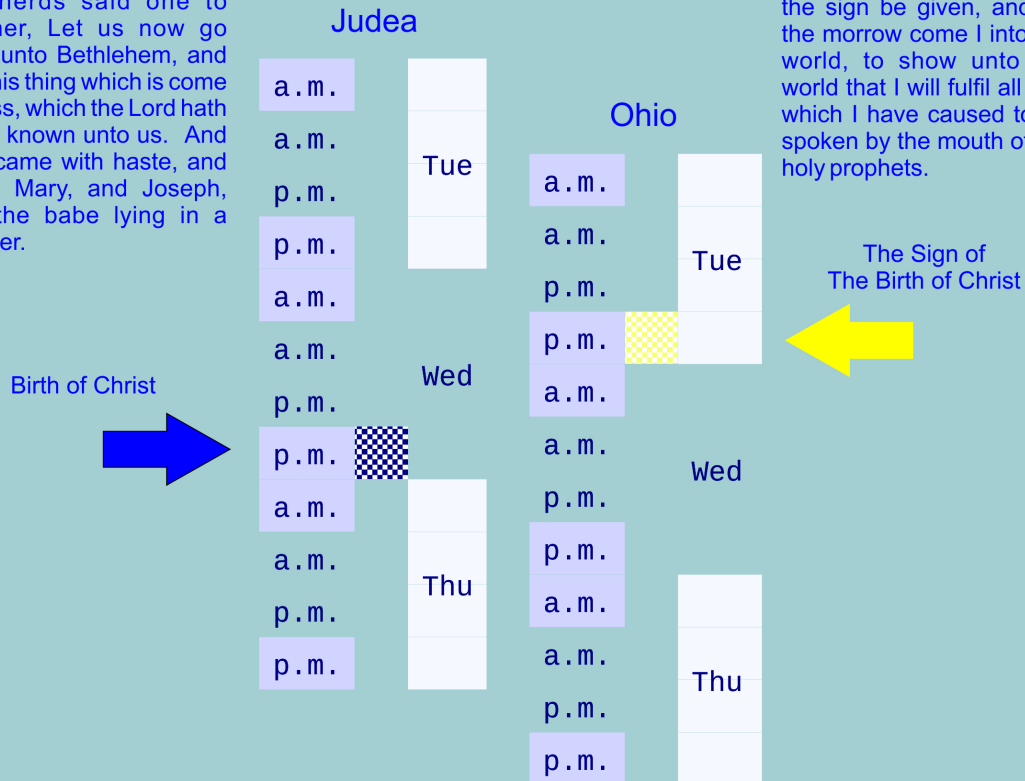 said one to
Let us now go
unto Bethlehem, and
thing which is come
which the Lord hath
known unto us. And
came with haste, and
Mary, and Joseph,
the babe lying in a
Birth of Christ
Judea
a.m.
a.m.
Tue
p.m.
p.m.
a.m.
a.m.
Wed
p.m.
p.m.
a.m.
a.m.
Thu
p.m.
p.m.
Ohio
a.m.
a.m.
Tue
p.m.
p.m.
a.m.
a.m.
Wed
p.m.
p.m.
a.m.
a.m.
Thu
p.m.
p.m.
the sign be given, and
the morrow come I into
world, to show unto
world that I will fulfil all
which I have caused to
spoken by the mouth of
holy prophets.
The Sign of
The Birth of Christ